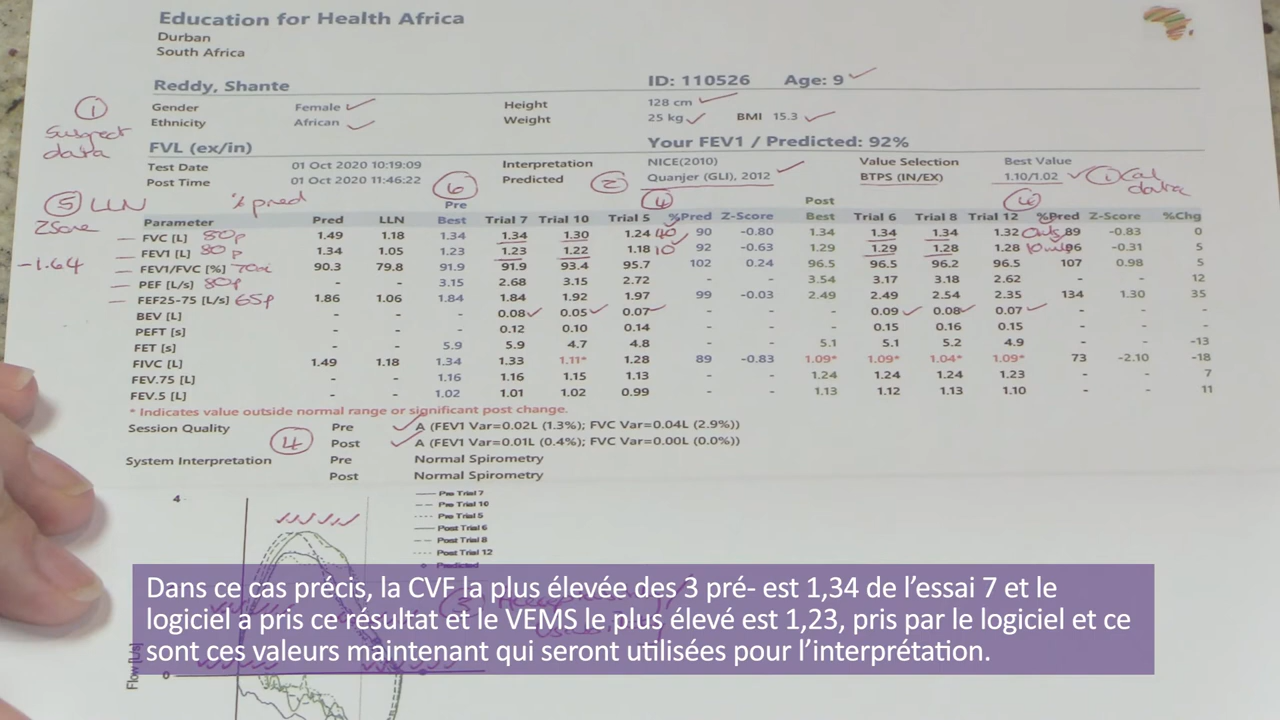 Education for Health Africa
Durban
South Africa
Reddy, Shante ID: 110526 Age: 9
Gender Female Height 128 cm
Ethnicity African Weight 25 kg BMI 15.3
① Suspect data
FVL (ex/in) Your FEV1 / Predicted: 92%
Test Date 01 Oct 2020 10:19:09 Interpretation NICE(2010) Value Selection Best Value
Post Time 01 Oct 2020 11:46:22 Predicted Quanjer (GLI), 2012 BTPS (IN/EX) 1.10/1.02
⑥ ② ① Cal data
⑤ LLN % pred ④ ⑥
ZScore
Pre Post
Parameter Pred LLN Best Trial 7 Trial 10 Trial 5 %Pred Z-Score Best Trial 6 Trial 8 Trial 12 %Pred Z-Score %Chg
FVC [L] 80p 1.49 1.18 1.34 1.34 1.30 1.24 40 90 -0.80 1.34 1.34 1.34 1.32 89 -0.83 0
FEV1 [L] 80p 1.34 1.05 1.23 1.23 1.22 1.18 10 92 -0.63 1.29 1.29 1.28 1.28 10mls 96 -0.31 5
-1.64
FEV1/FVC [%] 90.3 79.8 91.9 91.9 93.4 95.7 102 0.24 96.5 96.5 96.2 96.5 107 0.98 5
PEF [L/s] 80p - - 3.15 2.68 3.15 2.72 - - 3.54 3.17 3.18 2.62 - - 12
FEF25-75 [L/s] 65p 1.86 1.06 1.84 1.84 1.92 1.97 99 -0.03 2.49 2.49 2.54 2.35 134 1.30 35
BEV [L] - - - 0.08 0.05 0.07 - - - 0.09 0.08 0.07 - - -
PEFT [s] - - - 0.12 0.10 0.14 - - - 0.15 0.16 0.15 - - -
FET [s] - - 5.9 5.9 4.7 4.8 - - 5.1 5.1 5.2 4.9 - - -13
FIVC [L] 1.49 1.18 1.34 1.33 1.11* 1.28 89 -0.83 1.09* 1.09* 1.04* 1.09* 73 -2.10 -18
FEV.75 [L] - - 1.16 1.16 1.15 1.13 - - 1.24 1.24 1.24 1.23 - - 7
FEV.5 [L] - - 1.02 1.01 1.02 0.99 - - 1.13 1.12 1.13 1.10 - - 11
* Indicates value outside normal range or significant post change.
Session Quality Pre A (FEV1 Var=0.02L (1.3%); FVC Var=0.04L (2.9%))
④ Post A (FEV1 Var=0.01L (0.4%); FVC Var=0.00L (0.0%))
System Interpretation Pre Normal Spirometry
Post Normal Spirometry
4
Pre Trial 7
Pre Trial 10
Pre Trial 5
Post Trial 6
Post Trial 8
Post Trial 12
Predicted
Dans ce cas précis, la CVF la plus élevée des 3 pré- est 1,34 de l’essai 7 et le
logiciel a pris ce résultat et le VEMS le plus élevé est 1,23, pris par le logiciel et ce
sont ces valeurs maintenant qui seront utilisées pour l’interprétation.
Flow [L/s]
0